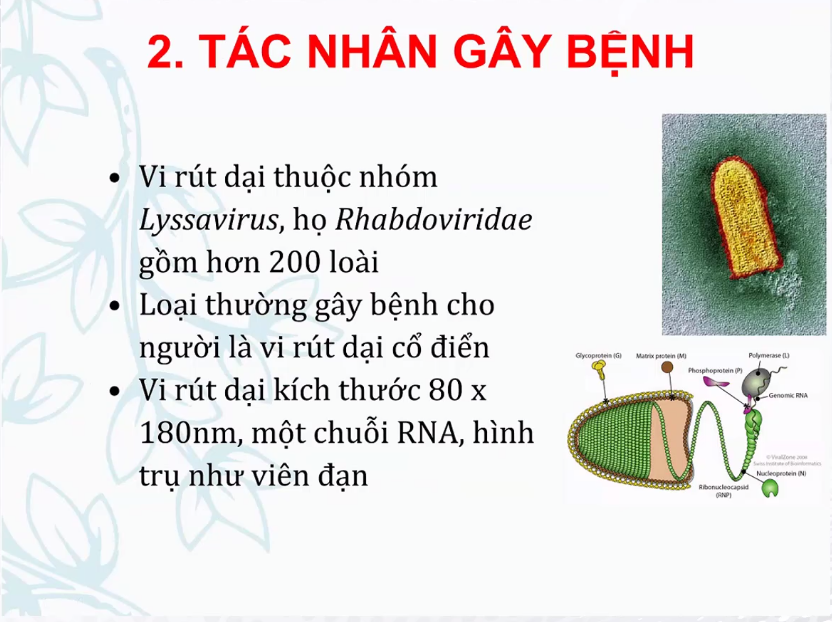 2. TÁC NHÂN GÂY BỆNH
• Vi rút dại thuộc nhóm
Lyssavirus, họ Rhabdoviridae
gồm hơn 200 loài
• Loại thường gây bệnh cho
người là vi rút dại cổ điển
• Vi rút dại kích thước 80 x
180nm, một chuỗi RNA, hình
trụ như viên đạn
Glycoprotein (G)
Matrix protein (M)
Polymerase (L)
Phosphoprotein (P)
Genomic RNA
© ViralZone 2008
Swiss Institute of Bioinformatics
Nucleoprotein (N)
Ribonucleocapsid
(RNP)